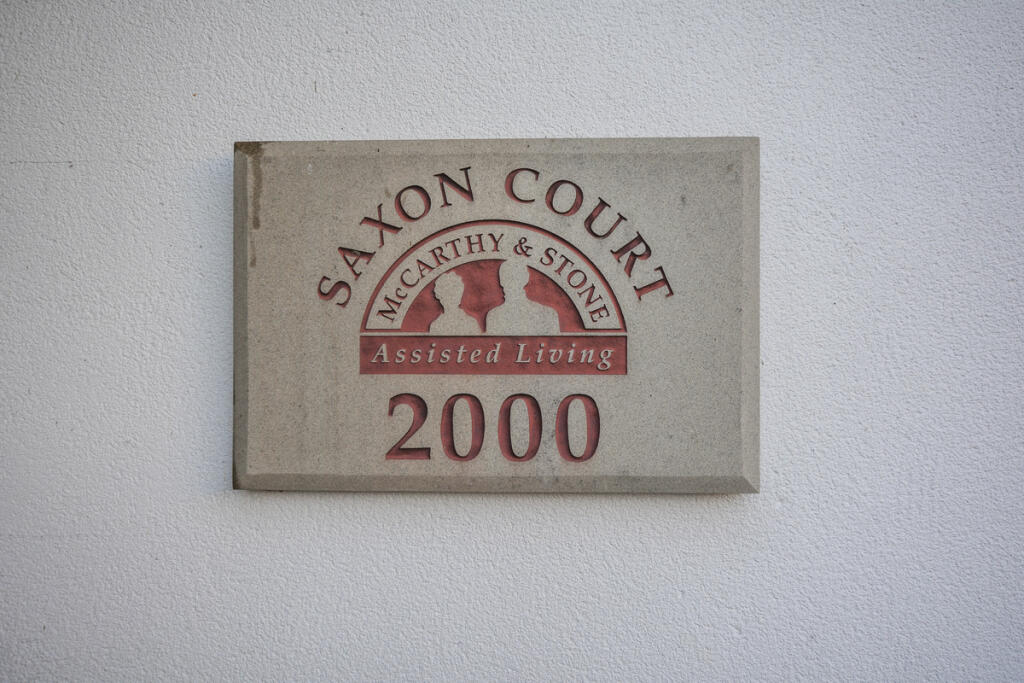 SAXON COURT
McCARTHY & STONE
Assisted Living
2000